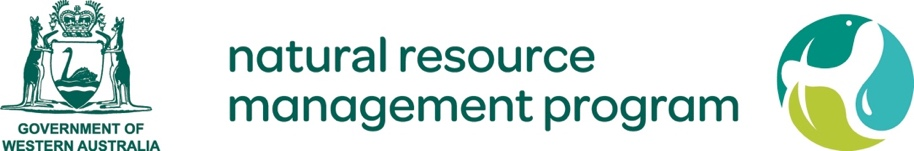 GOVERNMENT OF
WESTERN AUSTRALIA
natural resource
management program